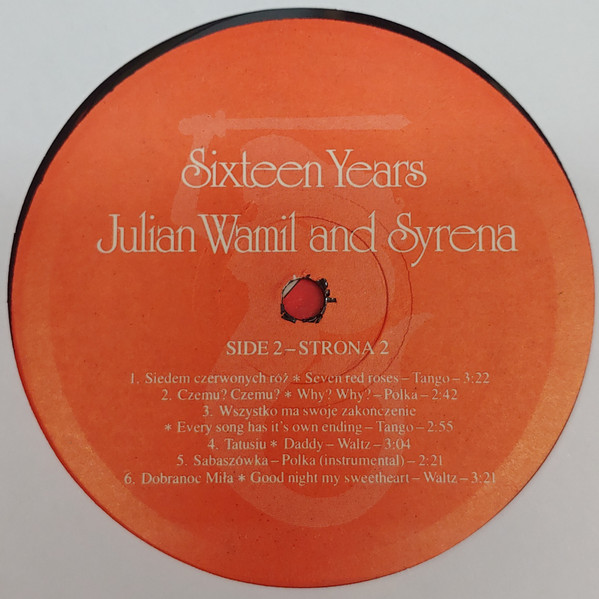 Sixteen Years
Julian Wamil and Syrena
SIDE 2 – STRONA 2
1. Siedem czerwonych róż * Seven red roses – Tango – 3:22
2. Czemu? Czemu? * Why? Why? – Polka – 2:42
3. Wszystko ma swoje zakonczenie
* Every song has it's own ending – Tango – 2:55
4. Tatusiu * Daddy – Waltz – 3:04
5. Sabaszówka – Polka (instrumental) – 2:21
6. Dobranoc Miła * Good night my sweetheart – Waltz – 3:21